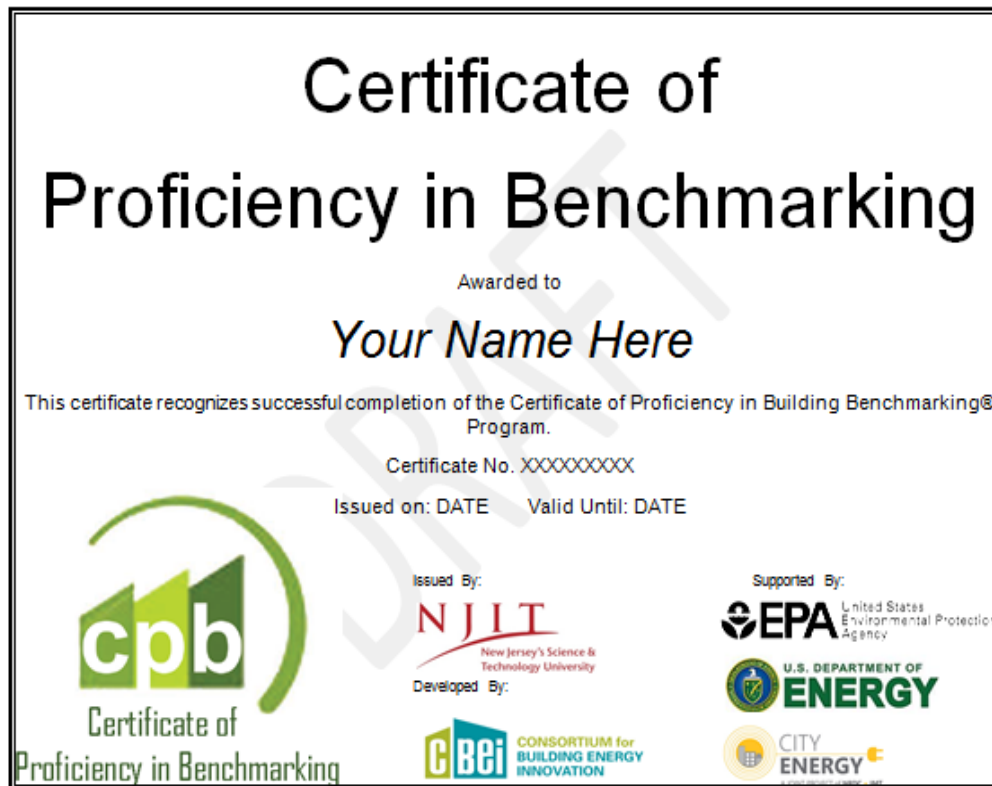 Certificate of
Proficiency in Benchmarking
Awarded to
Your Name Here
This certificate recognizes successful completion of the Certificate of Proficiency in Building Benchmarking®
Program.
Certificate No. XXXXXXXXX
Issued on: DATE Valid Until: DATE
DRAFT
cpb
Certificate of
Proficiency in Benchmarking
Issued By:
NJIT
New Jersey's Science &
Technology University
Developed By:
CBEi
CONSORTIUM for
BUILDING ENERGY
INNOVATION
Supported By:
EPA
United States
Environmental Protection
Agency
U.S. DEPARTMENT OF
ENERGY
CITY
ENERGY